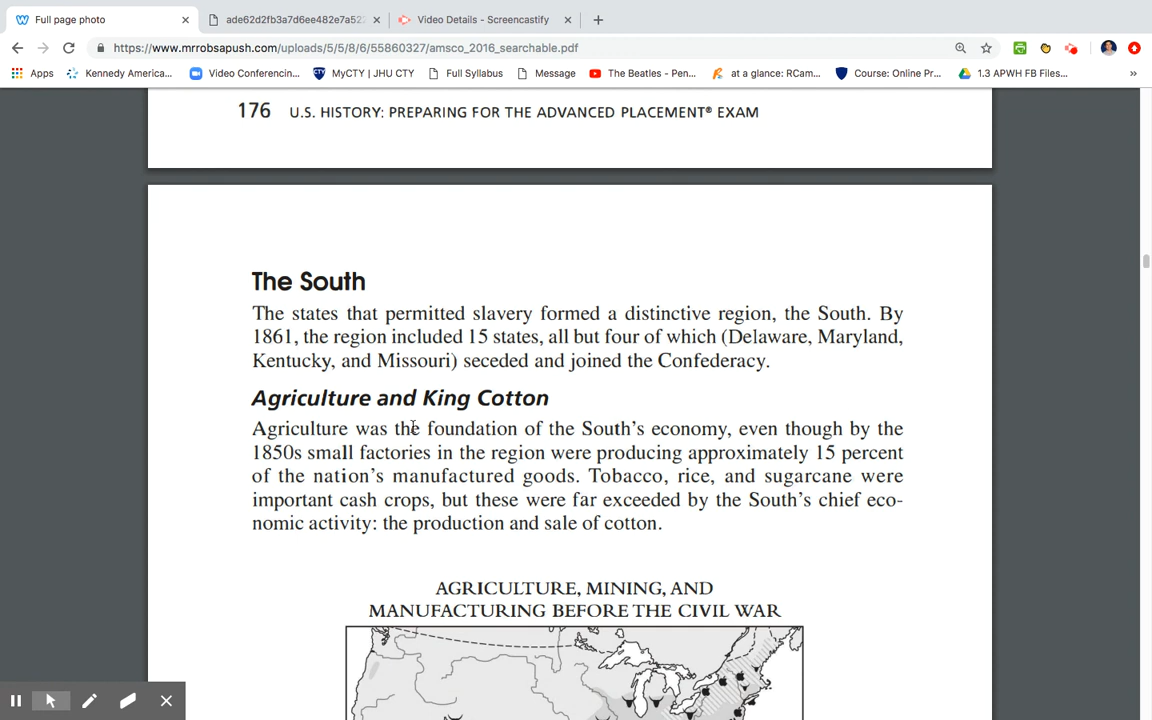 Full page photo
ade62d2fb3a7d6ee482e7a522
Video Details - Screencastify
https://www.mrrobsapush.com/uploads/5/5/8/6/55860327/amsco_2016_searchable.pdf
Apps
Kennedy America...
Video Conferencin...
MyCTY | JHU CTY
Full Syllabus
Message
The Beatles - Pen...
at a glance: RCam...
Course: Online Pr...
1.3 APWH FB Files...
»
176 U.S. HISTORY: PREPARING FOR THE ADVANCED PLACEMENT® EXAM
The South
The states that permitted slavery formed a distinctive region, the South. By
1861, the region included 15 states, all but four of which (Delaware, Maryland,
Kentucky, and Missouri) seceded and joined the Confederacy.
Agriculture and King Cotton
Agriculture was the foundation of the South's economy, even though by the
1850s small factories in the region were producing approximately 15 percent
of the nation's manufactured goods. Tobacco, rice, and sugarcane were
important cash crops, but these were far exceeded by the South's chief eco-
nomic activity: the production and sale of cotton.
AGRICULTURE, MINING, AND
MANUFACTURING BEFORE THE CIVIL WAR